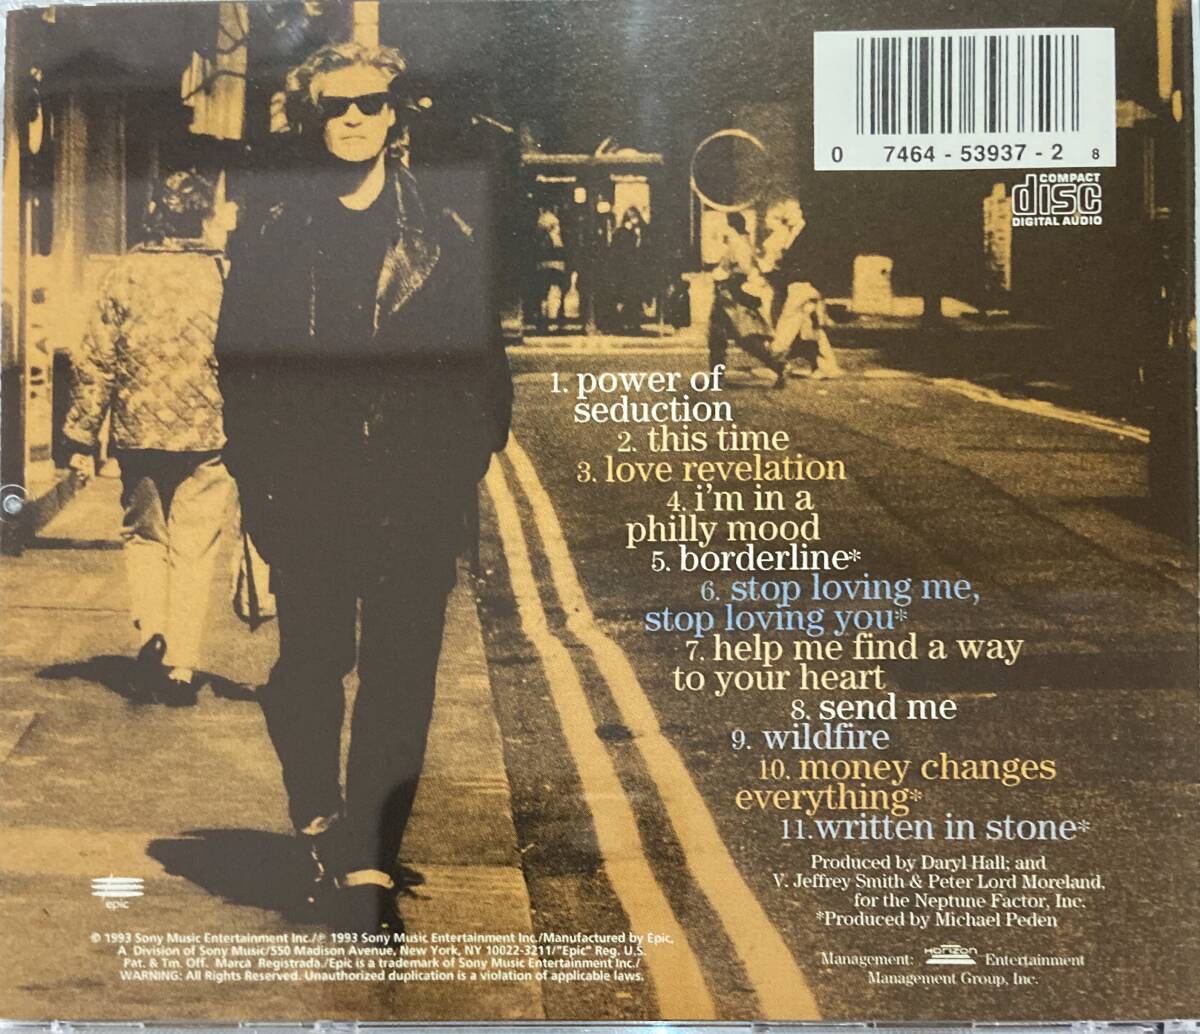 0 7464 - 53937 - 2 8
COMPACT
disc
DIGITAL AUDIO
1. power of
seduction
2. this time
3. love revelation
4. i'm in a
philly mood
5. borderline*
6. stop loving me,
stop loving you*
7. help me find a way
to your heart
8. send me
9. wildfire
10. money changes
everything*
11. written in stone*
Produced by Daryl Hall; and
V. Jeffrey Smith & Peter Lord Moreland,
for the Neptune Factor, Inc.
*Produced by Michael Peden
epic
© 1993 Sony Music Entertainment Inc./℗ 1993 Sony Music Entertainment Inc./Manufactured by Epic,
A Division of Sony Music/550 Madison Avenue, New York, NY 10022-3211/"Epic" Reg. U.S.
Pat. & Tm. Off. Marca Registrada./Epic is a trademark of Sony Music Entertainment Inc./
WARNING: All Rights Reserved. Unauthorized duplication is a violation of applicable laws.
Management: Horizon Entertainment
Management Group, Inc.